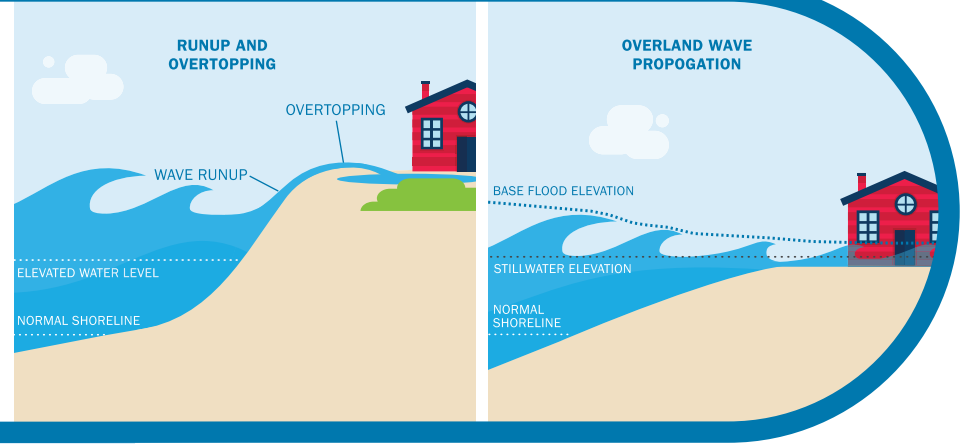 RUNUP AND
OVERTOPPING
OVERTOPPING
WAVE RUNUP
ELEVATED WATER LEVEL
NORMAL SHORELINE
OVERLAND WAVE
PROPOGATION
BASE FLOOD ELEVATION
STILLWATER ELEVATION
NORMAL
SHORELINE